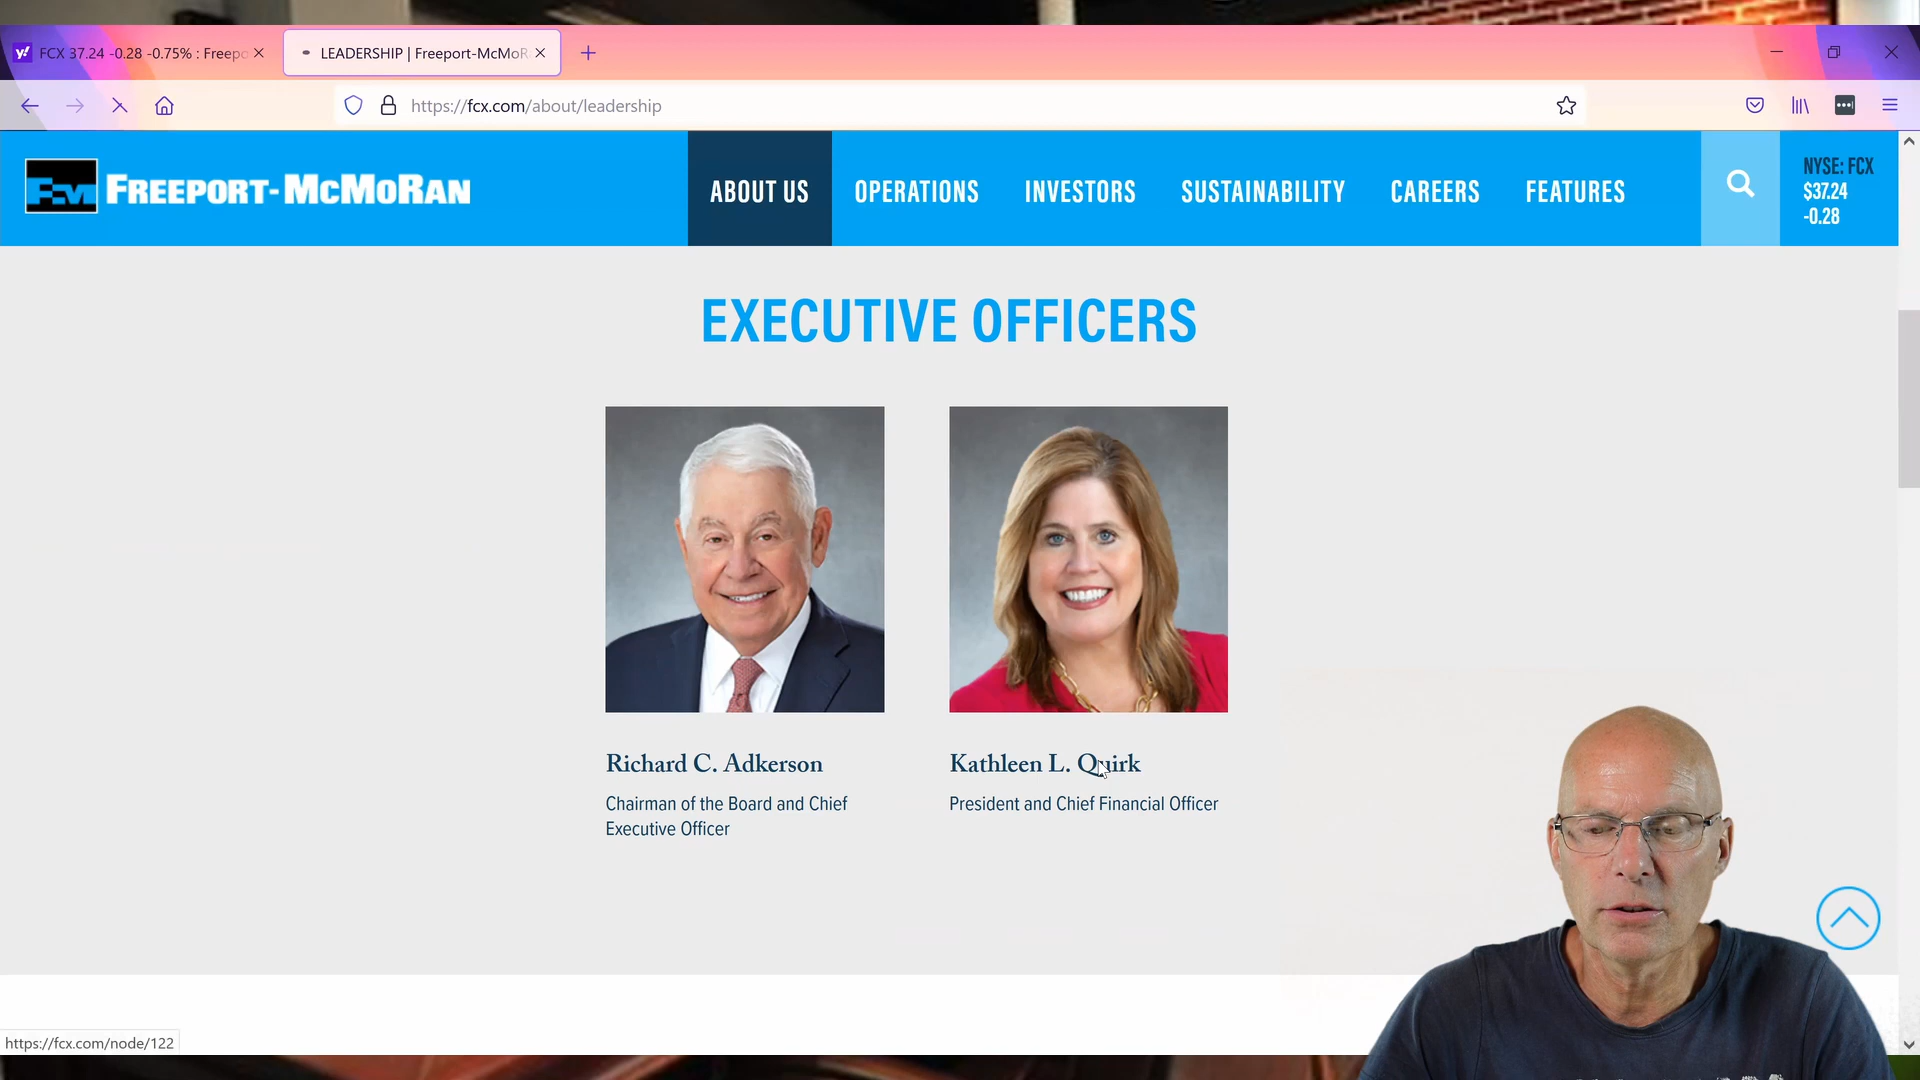 FCX 37.24 -0.28 -0.75% : Freepo
LEADERSHIP | Freeport-McMoR
https://fcx.com/about/leadership
FREEPORT-McMoRAN
ABOUT US
OPERATIONS
INVESTORS
SUSTAINABILITY
CAREERS
FEATURES
NYSE: FCX
$37.24
-0.28
EXECUTIVE OFFICERS
Richard C. Adkerson
Chairman of the Board and Chief
Executive Officer
Kathleen L. Quirk
President and Chief Financial Officer
https://fcx.com/node/122